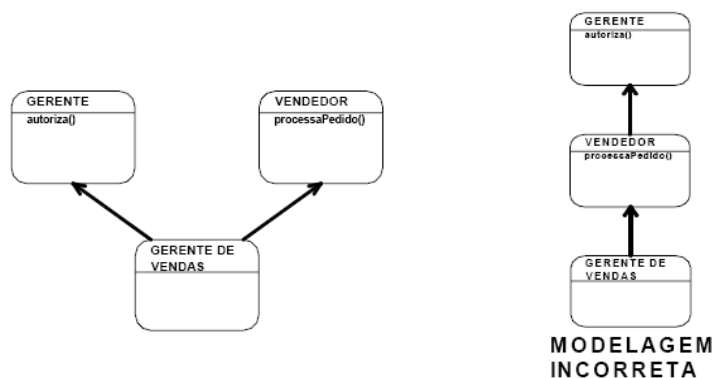 GERENTE
autoriza()
VENDEDOR
processaPedido()
GERENTE DE
VENDAS
GERENTE
autoriza()
VENDEDOR
processaPedido()
GERENTE DE
VENDAS
MODELAGEM
INCORRETA